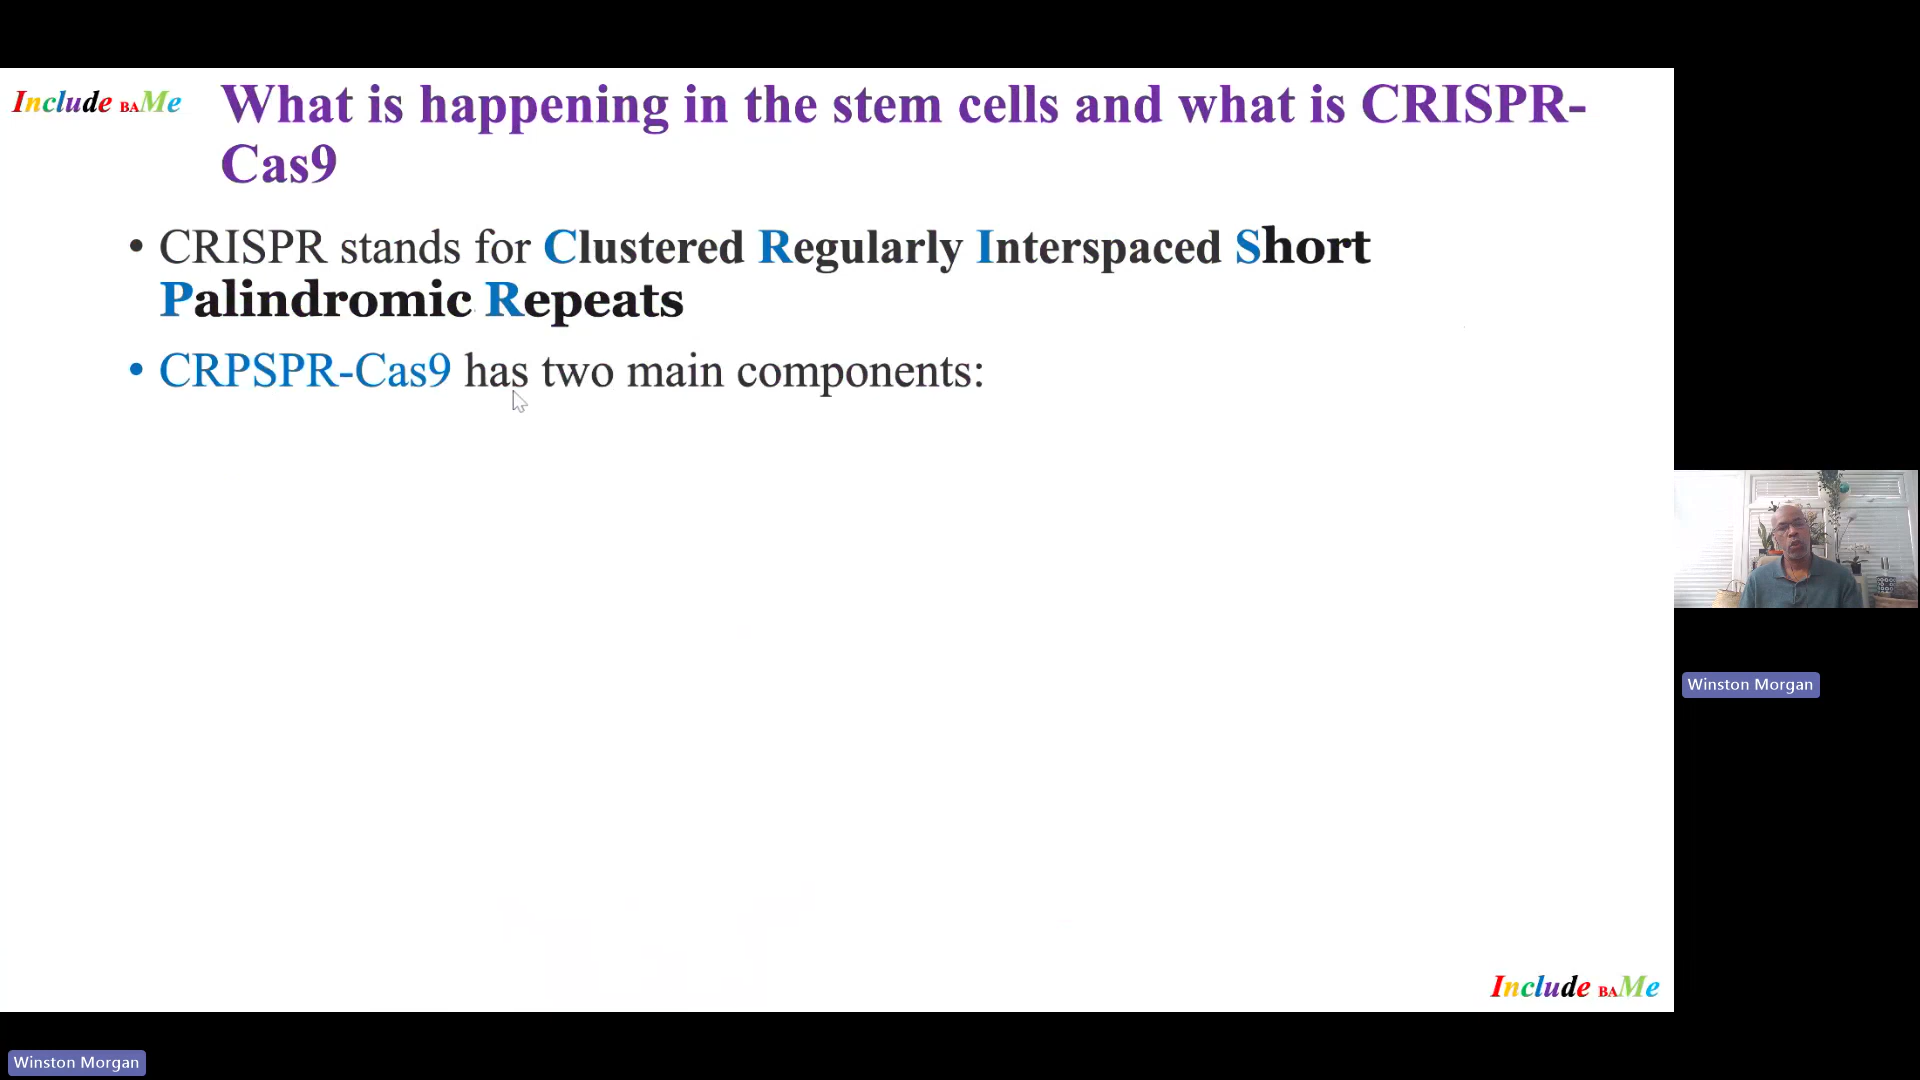 Include BAMe
What is happening in the stem cells and what is CRISPR-
Cas9
• CRISPR stands for Clustered Regularly Interspaced Short
Palindromic Repeats
• CRPSPR-Cas9 has two main components:
Winston Morgan
Include BAMe
Winston Morgan